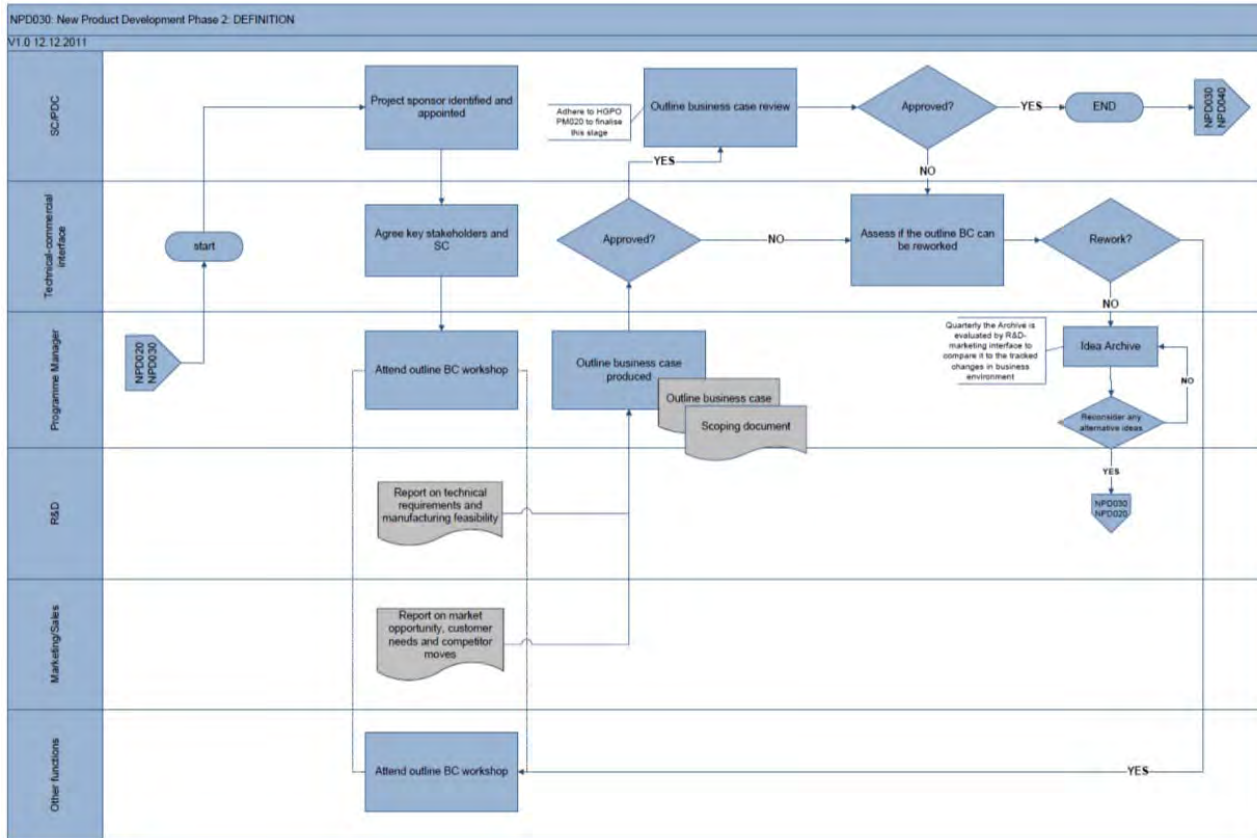 NPD030: New Product Development Phase 2: DEFINITION
V1.0 12.12.2011
SC/PDC
Project sponsor identified and
appointed
Adhere to HGPO
PM020 to finalise
this stage
Outline business case review
Approved?
YES
END
NPD030
NPD040
YES
NO
Technical-commercial
interface
start
Agree key stakeholders and
SC
Approved?
NO
Assess if the outline BC can
be reworked
Rework?
NO
Programme Manager
NPD020
NPD030
Attend outline BC workshop
Outline business case
produced
Outline business case
Scoping document
Quarterly the Archive is
evaluated by R&D-
marketing interface to
compare it to the tracked
changes in business
environment
Idea Archive
NO
Reconsider any
alternative ideas
YES
R&D
Report on technical
requirements and
manufacturing feasibility
NPD030
NPD020
Marketing/Sales
Report on market
opportunity, customer
needs and competitor
moves
Other functions
Attend outline BC workshop
YES